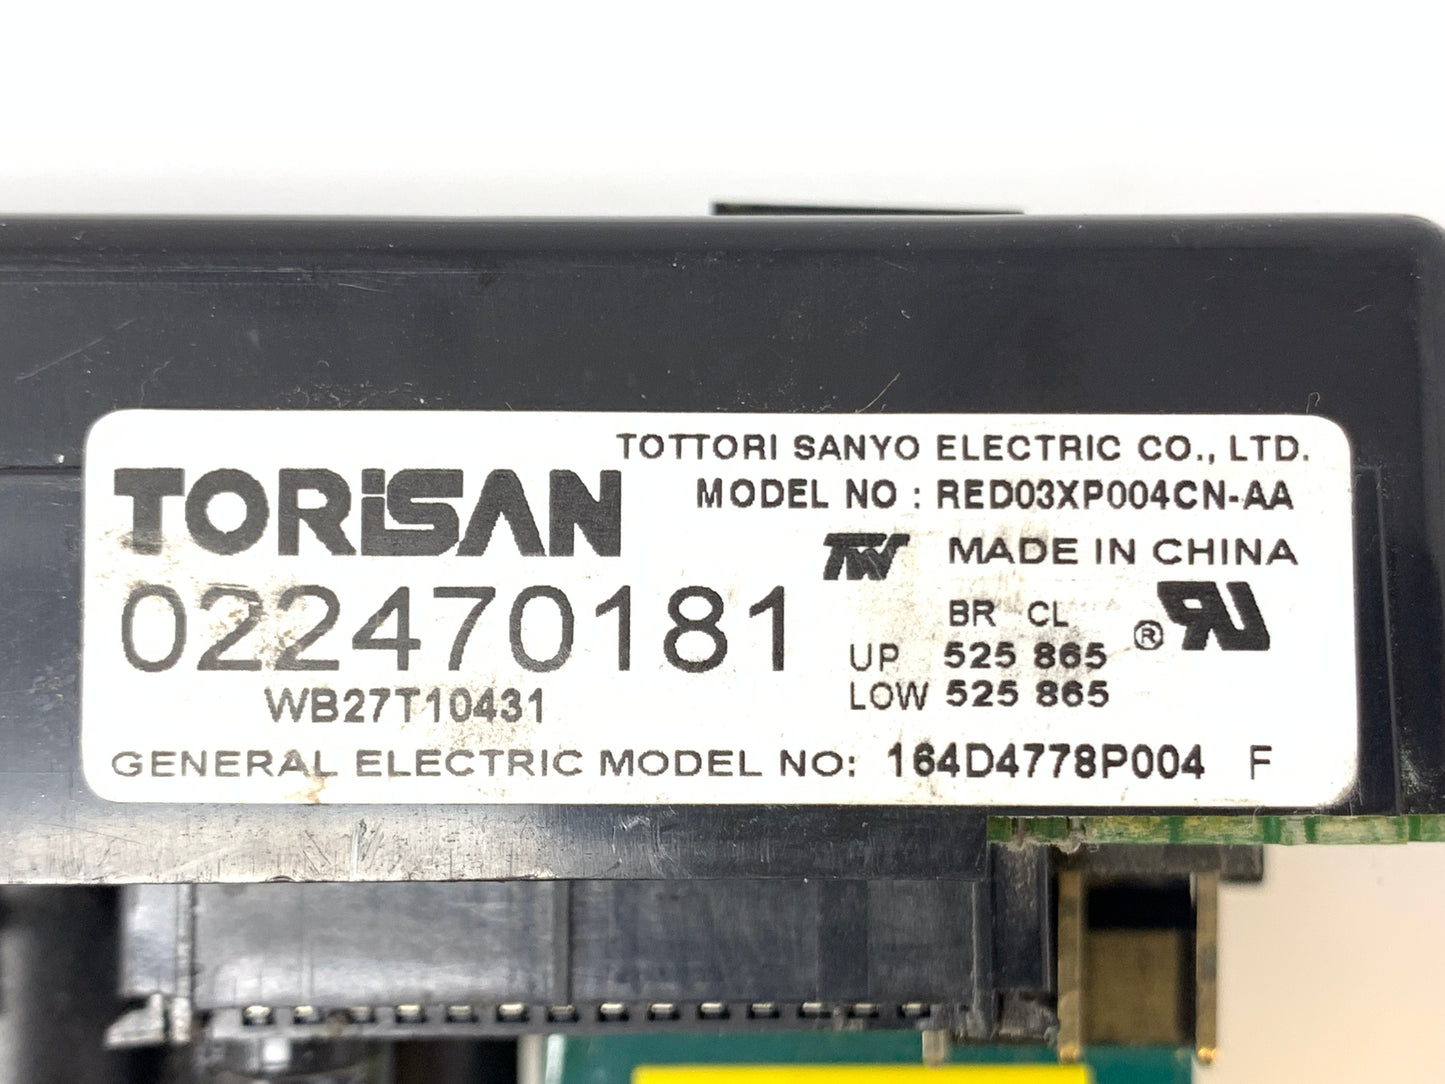 TOTTORI SANYO ELECTRIC CO., LTD.
TORiSAN
MODEL NO : RED03XP004CN-AA
MADE IN CHINA
022470181
BR CL
®
UP 525 865
WB27T10431
LOW 525 865
GENERAL ELECTRIC MODEL NO: 164D4778P004 F